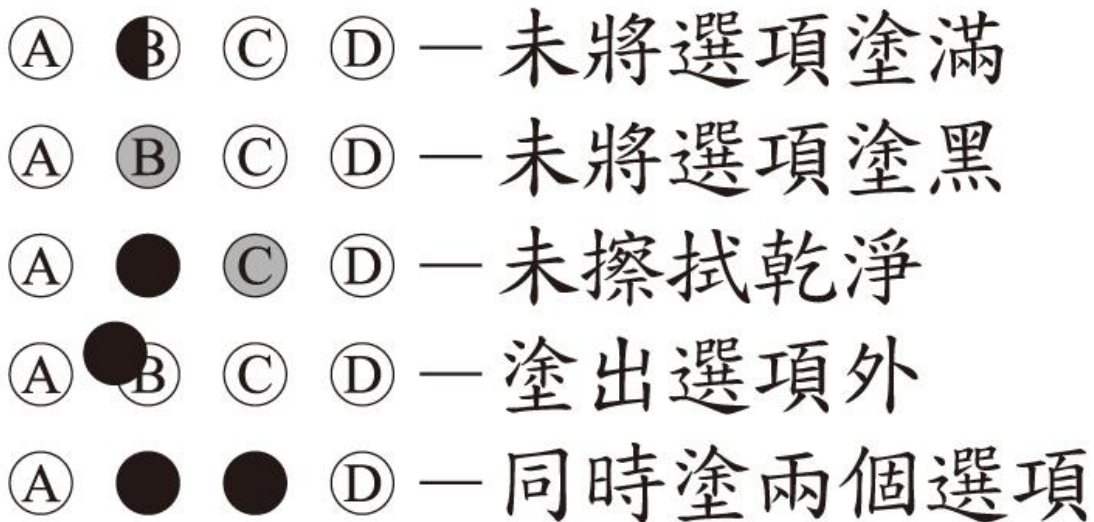 Ⓐ Ⓑ Ⓒ Ⓓ — 未將選項塗滿
Ⓐ Ⓑ Ⓒ Ⓓ — 未將選項塗黑
Ⓐ ● Ⓒ Ⓓ — 未擦拭乾淨
Ⓐ Ⓑ Ⓒ Ⓓ — 塗出選項外
Ⓐ ● ● Ⓓ — 同時塗兩個選項